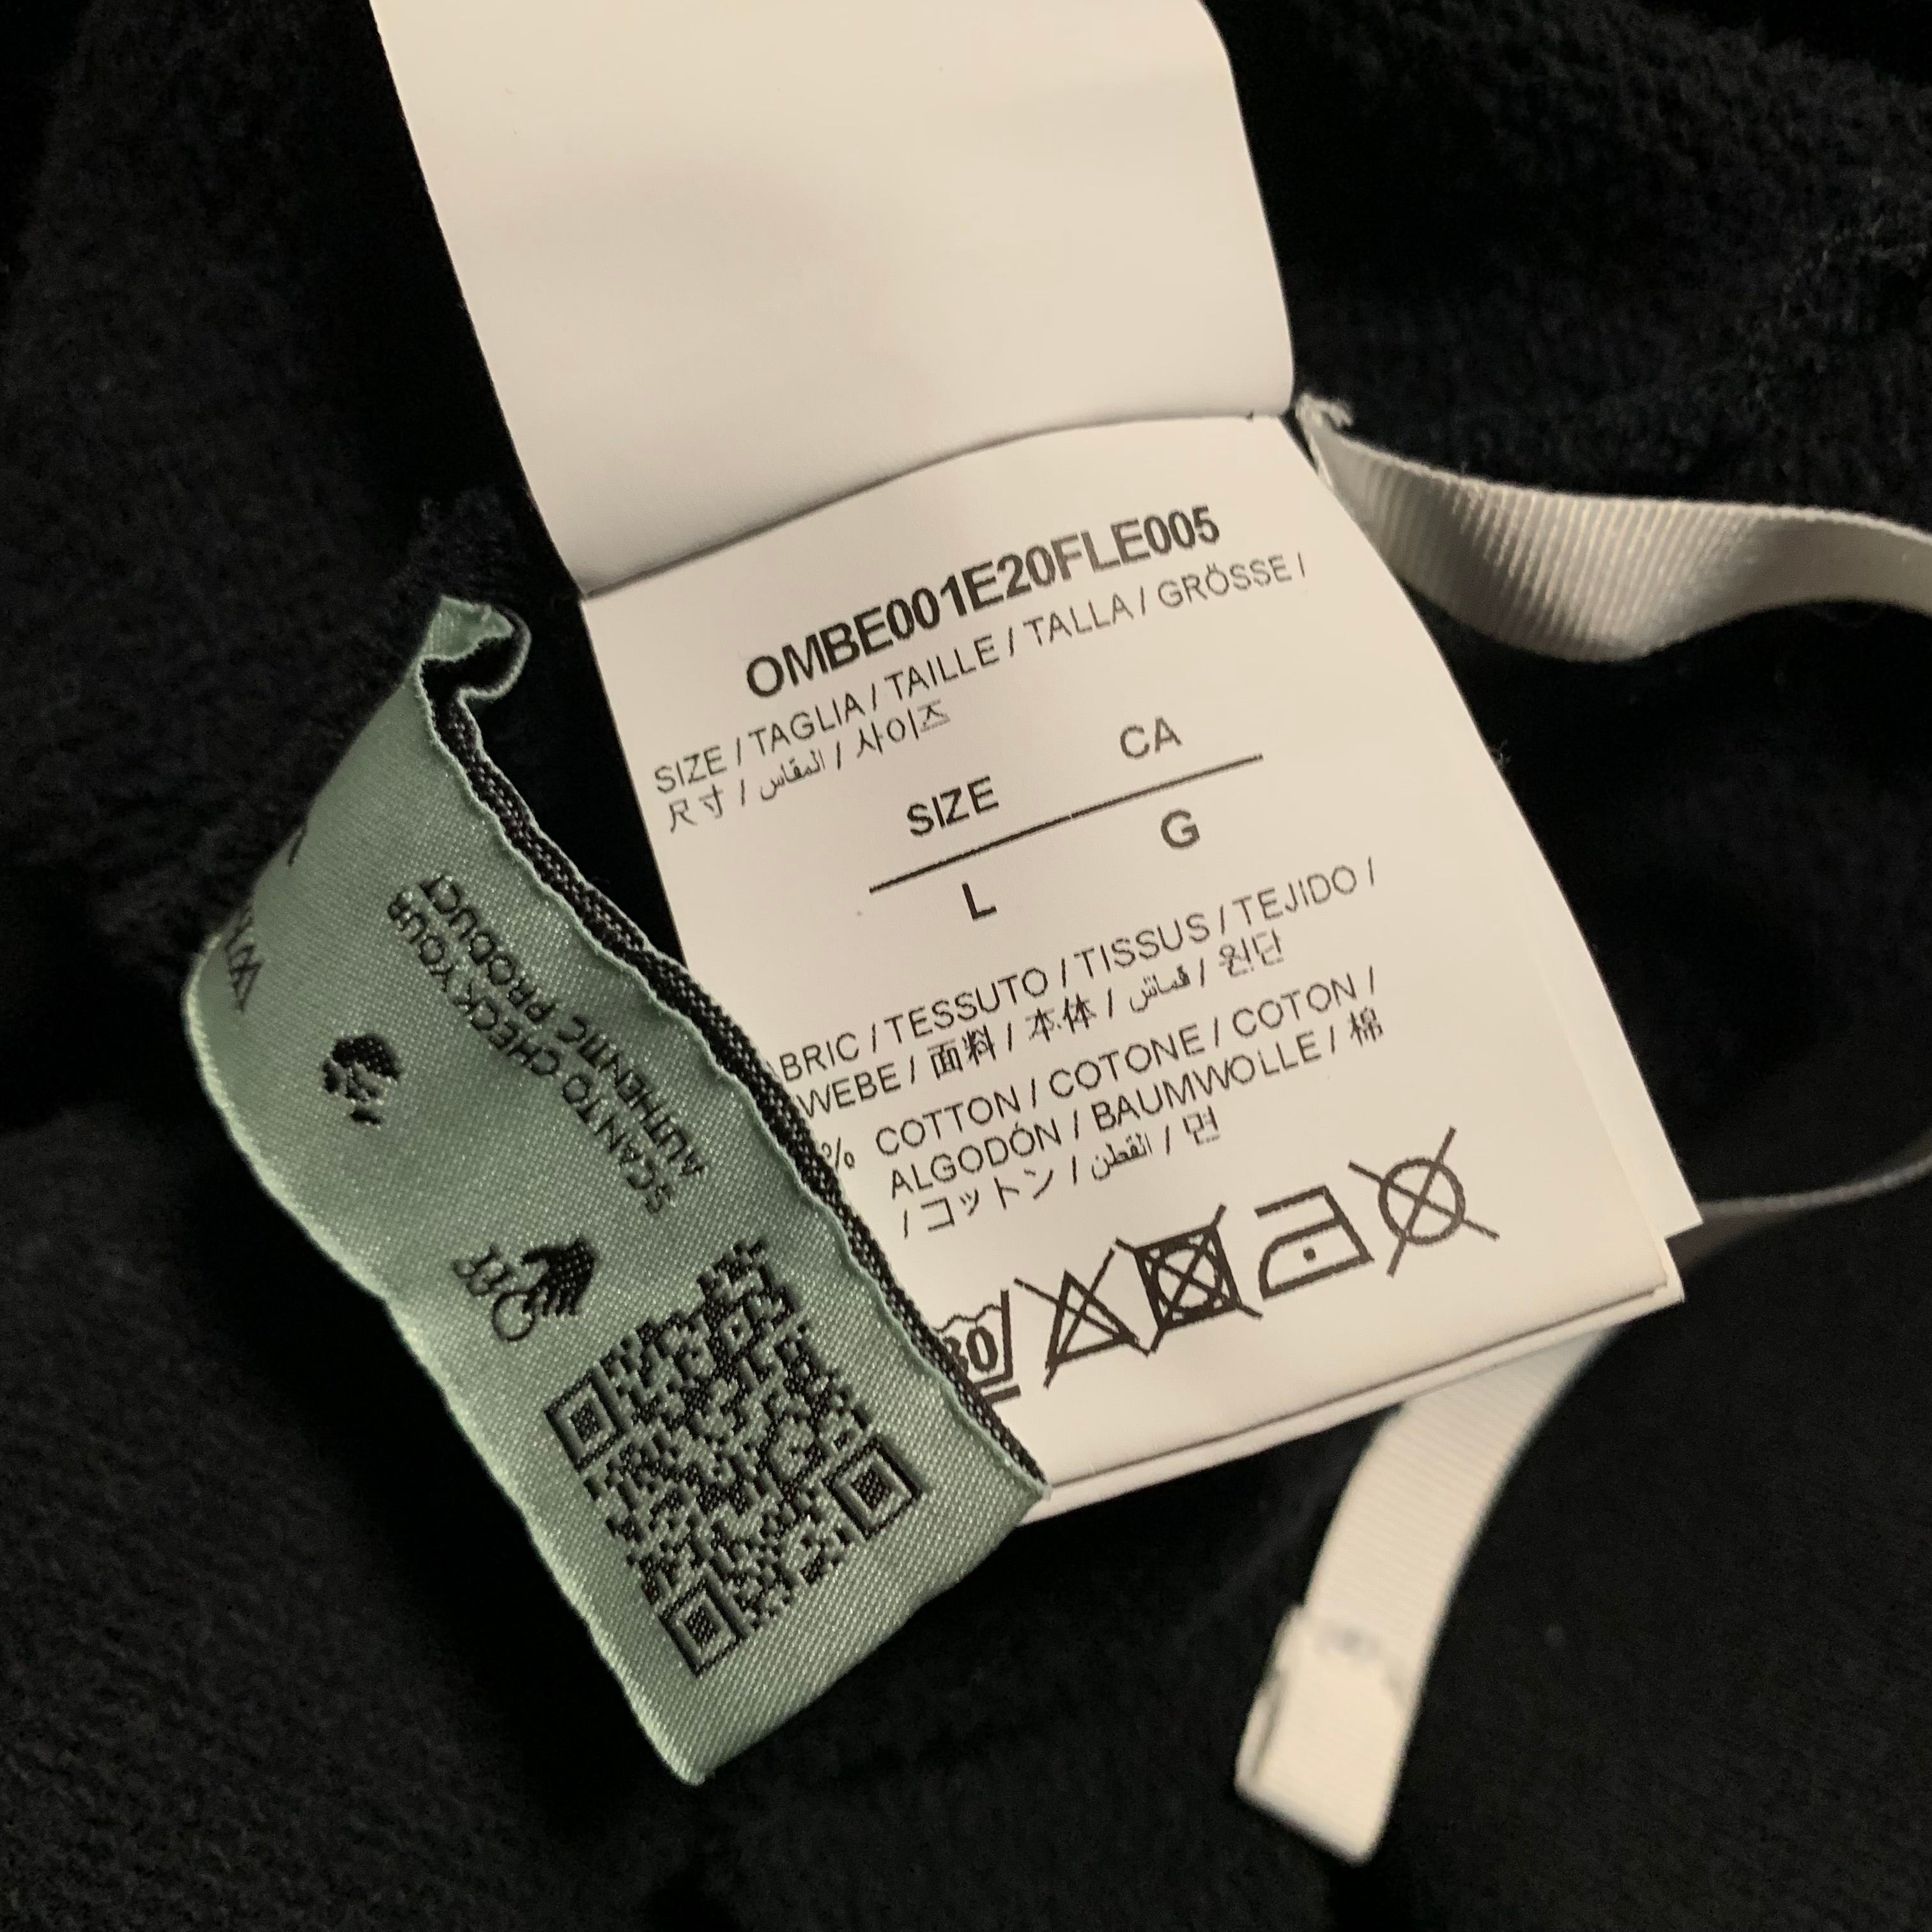 OMBE001E20FLE005
SIZE / TAGLIA / TAILLE / TALLA / GRÖSSE /
尺寸 / المقاس / 사이즈
SIZE CA
L G
BRIC / TESSUTO / TISSUS / TEJIDO /
WEBE / 面料 / 本体 / قماش / 원단
% COTTON / COTONE / COTON /
ALGODÓN / BAUMWOLLE / 棉
/ コットン / القطن / 면
30
SCAN TO CHECK YOUR
AUTHENTIC PRODUCT
Off